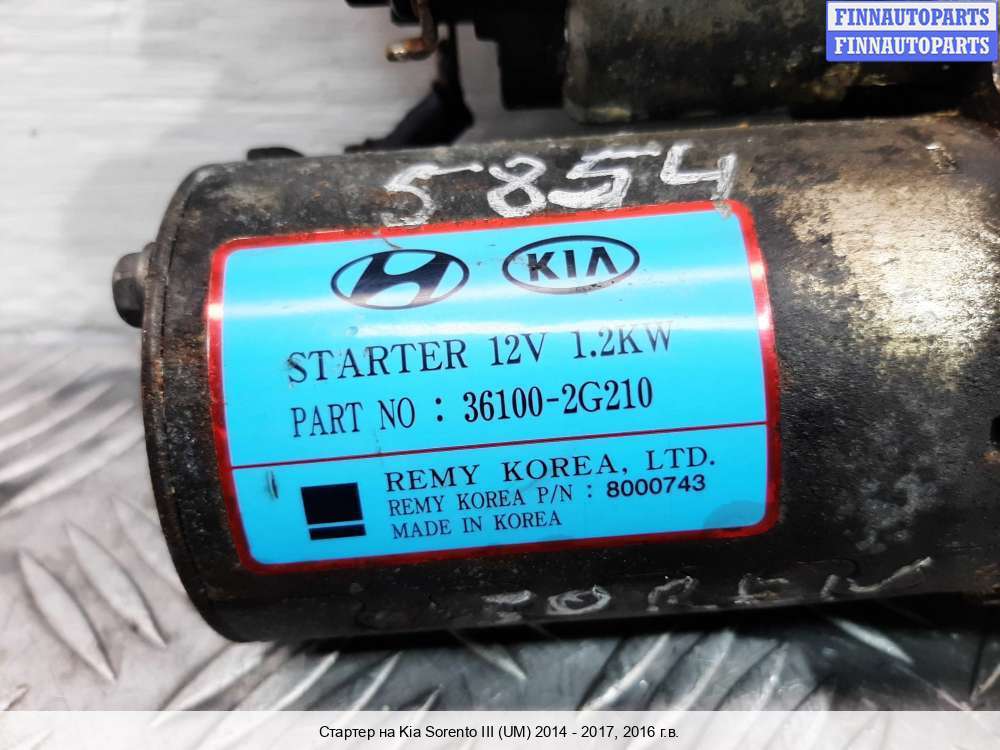 FINNAUTOPARTS
FINNAUTOPARTS
5854
KIA
STARTER 12V 1.2KW
PART NO : 36100-2G210
REMY KOREA, LTD.
REMY KOREA P/N : 8000743
MADE IN KOREA
Стартер на Kia Sorento III (UM) 2014 - 2017, 2016 г.в.